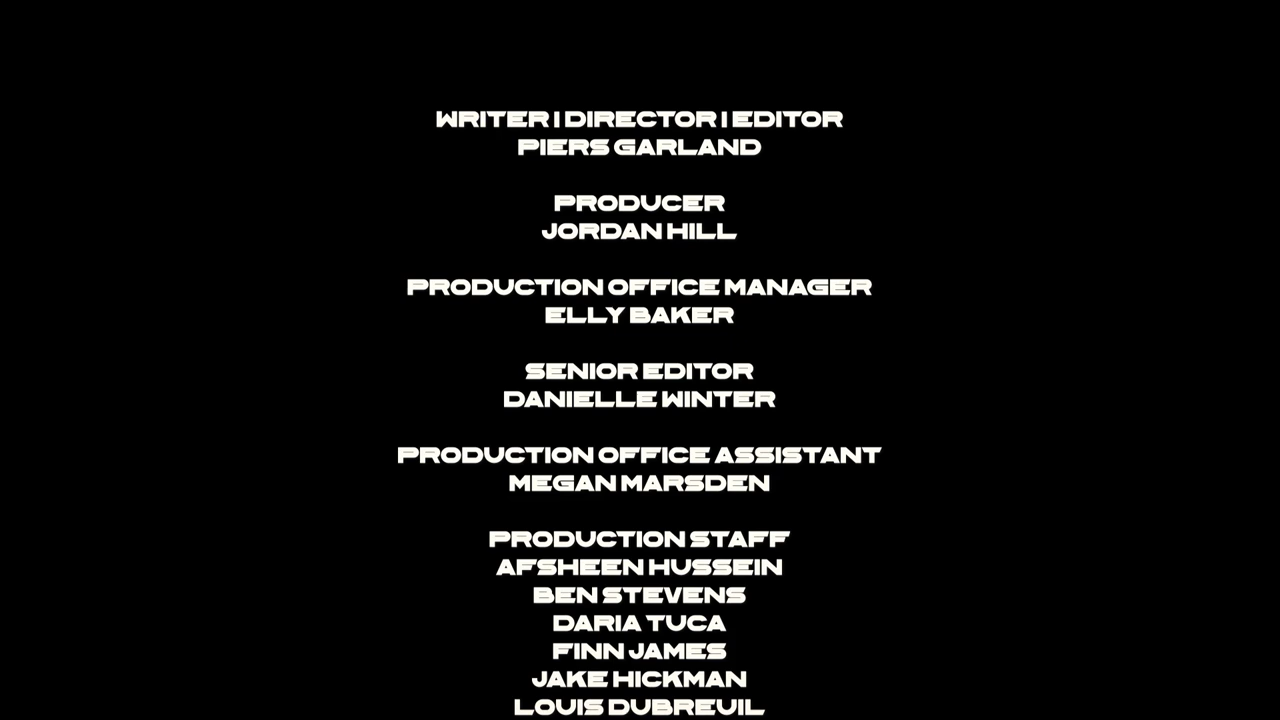 WRITER | DIRECTOR | EDITOR
PIERS GARLAND
PRODUCER
JORDAN HILL
PRODUCTION OFFICE MANAGER
ELLY BAKER
SENIOR EDITOR
DANIELLE WINTER
PRODUCTION OFFICE ASSISTANT
MEGAN MARSDEN
PRODUCTION STAFF
AFSHEEN HUSSEIN
BEN STEVENS
DARIA TUCA
FINN JAMES
JAKE HICKMAN
LOUIS DUBREUIL